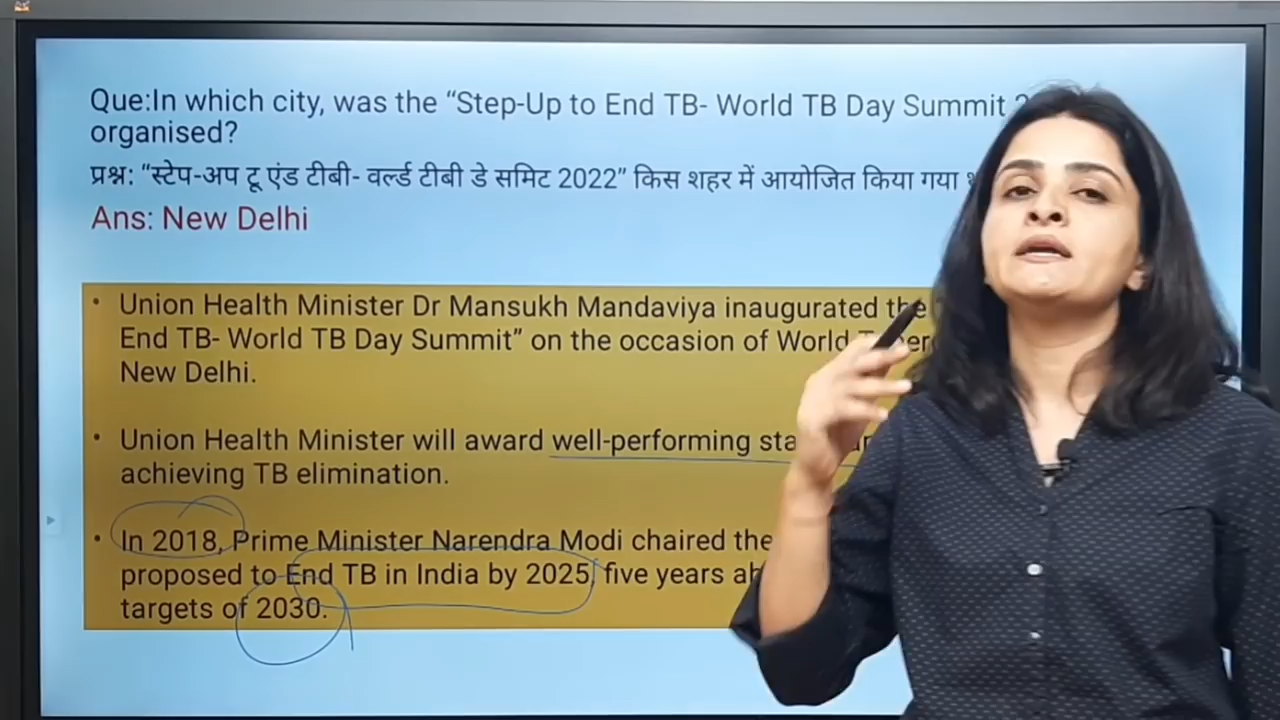 Que:In which city, was the “Step-Up to End TB- World TB Day Summit
organised?
प्रश्न: “स्टेप-अप टू एंड टीबी- वर्ल्ड टीबी डे समिट 2022” किस शहर में आयोजित किया गया
Ans: New Delhi
• Union Health Minister Dr Mansukh Mandaviya inaugurated the
End TB- World TB Day Summit” on the occasion of World
New Delhi.
• Union Health Minister will award well-performing
achieving TB elimination.
• In 2018, Prime Minister Narendra Modi chaired the
proposed to End TB in India by 2025, five years
targets of 2030.